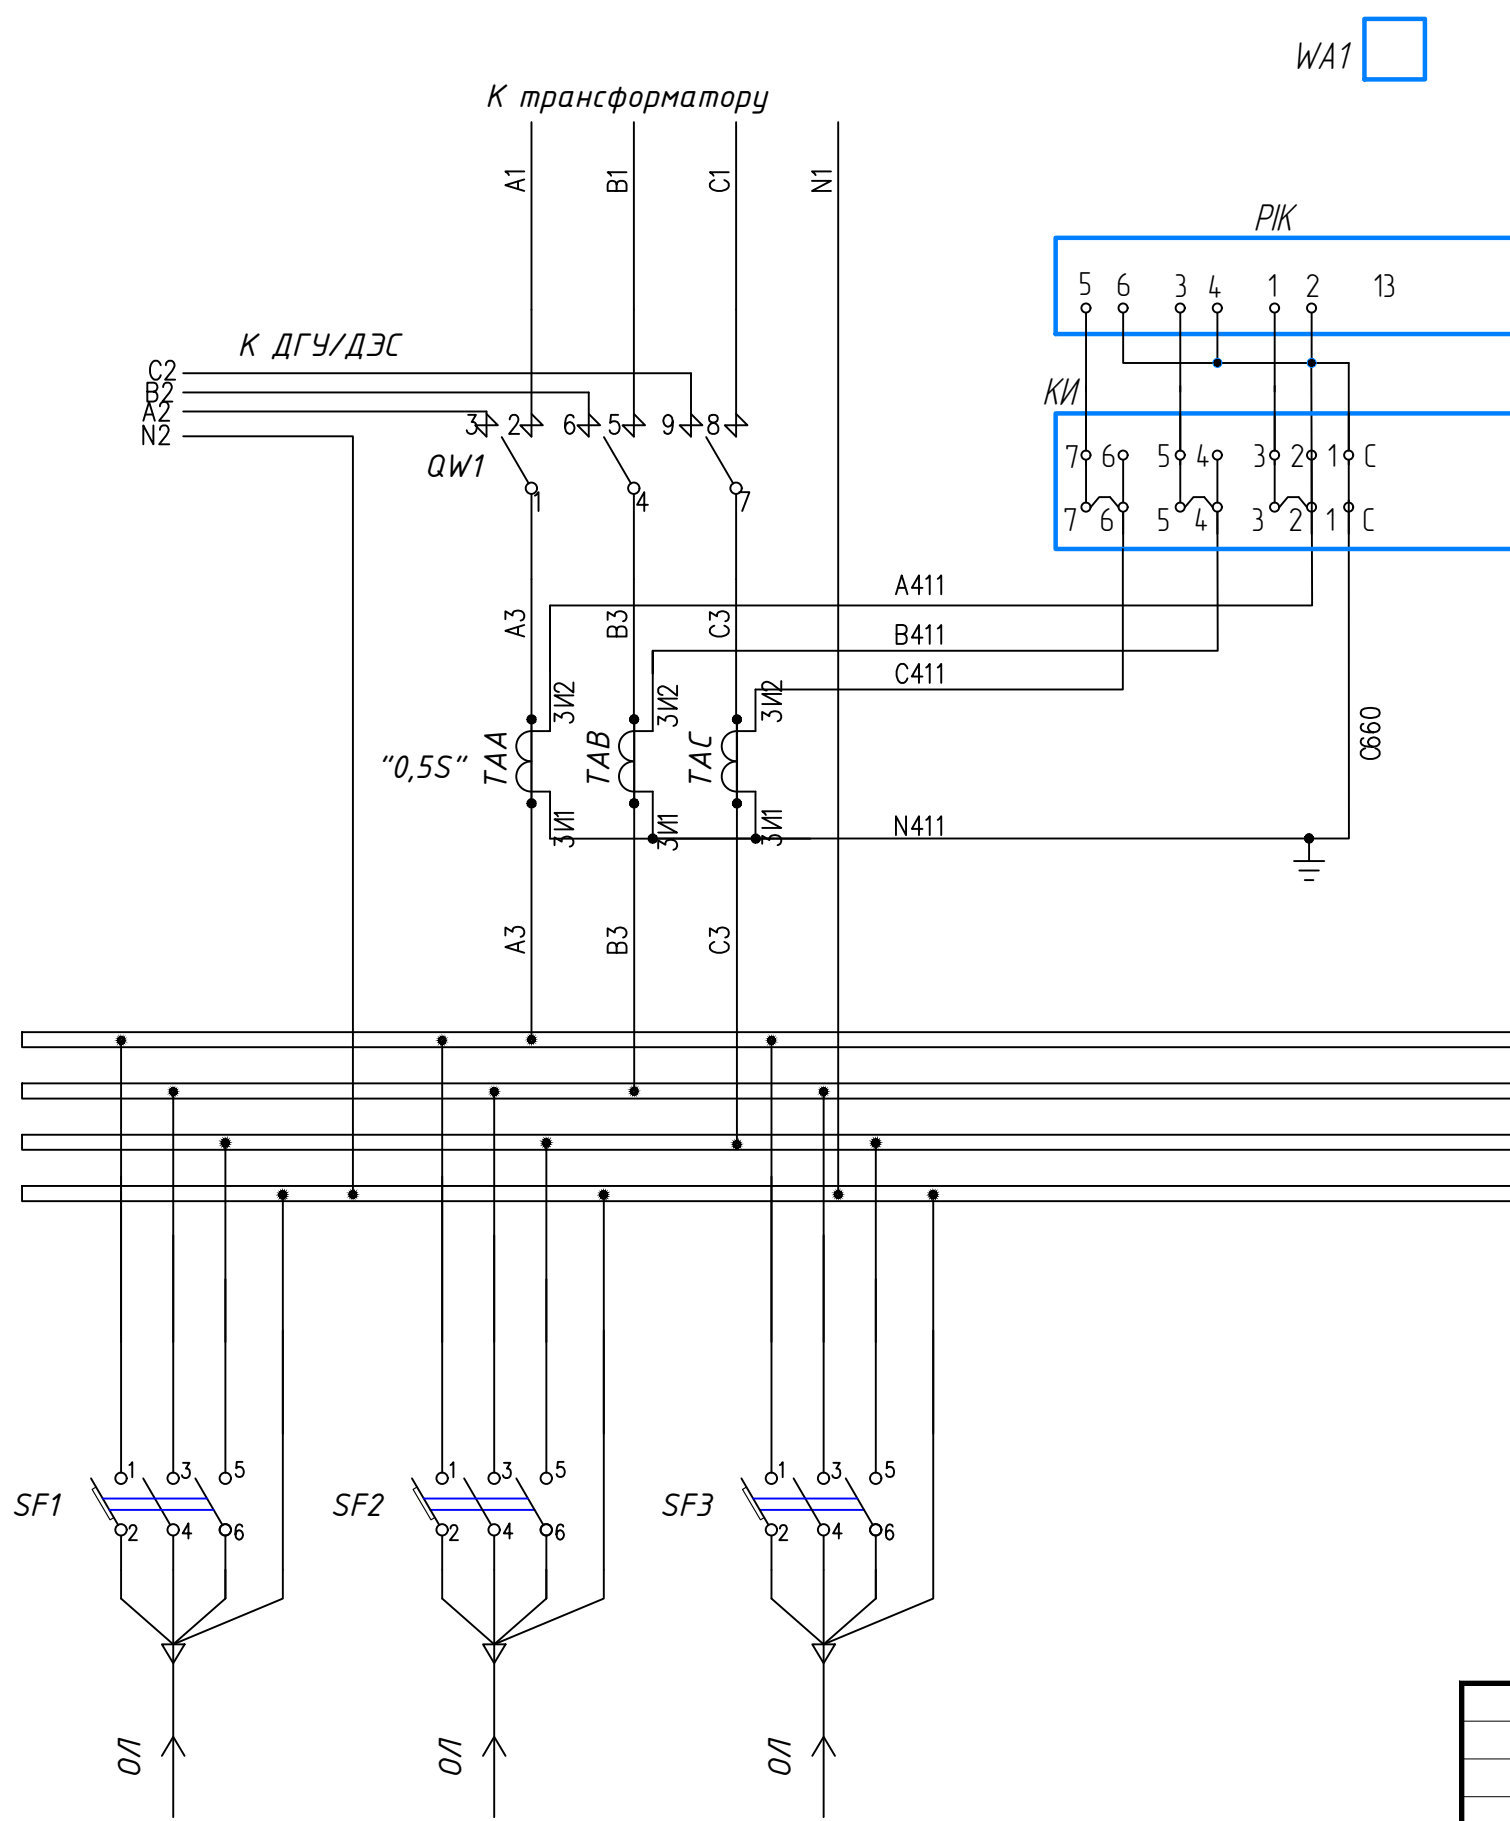 WA1
К трансформатору
A1 B1 C1 N1
PIK
5 6 3 4 1 2 13
К ДГУ/ДЭС
C2
B2
A2
N2
КИ
3 2 6 5 9 8
QW1
1 4 7
7 6 5 4 3 2 1 C
7 6 5 4 3 2 1 C
A411
A3 B3 C3
B411
C411
3И2 3И2 3И2
C660
"0,5S" TAA TAB TAC
3И1 3И1 3И1
N411
A3 B3 C3
1 3 5 1 3 5 1 3 5
SF1 SF2 SF3
2 4 6 2 4 6 2 4 6
ОЛ ОЛ ОЛ